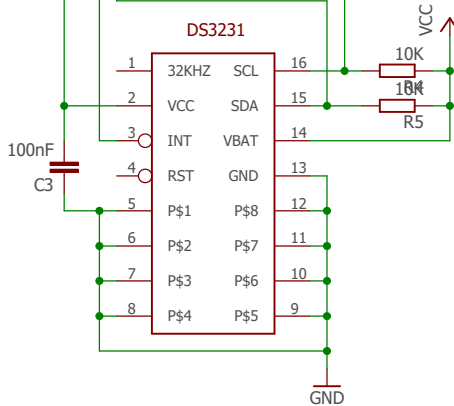 VCC
DS3231
10K
R4
10K
R5
1 32KHZ SCL 16
2 VCC SDA 15
3 INT VBAT 14
4 RST GND 13
5 P$1 P$8 12
6 P$2 P$7 11
7 P$3 P$6 10
8 P$4 P$5 9
100nF
C3
GND